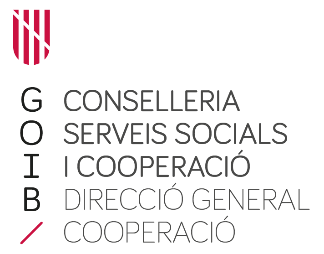 G CONSELLERIA
O SERVEIS SOCIALS
I I COOPERACIÓ
B DIRECCIÓ GENERAL
/ COOPERACIÓ